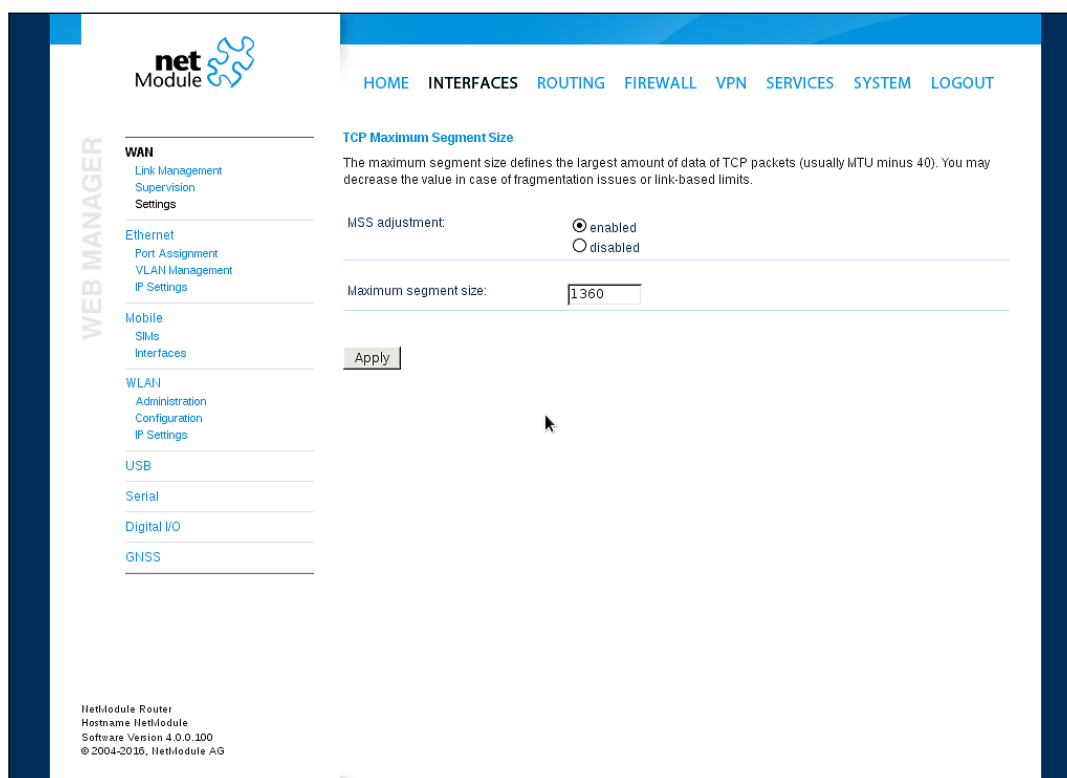 net
Module
HOME INTERFACES ROUTING FIREWALL VPN SERVICES SYSTEM LOGOUT
WEB MANAGER
WAN
Link Management
Supervision
Settings
Ethernet
Port Assignment
VLAN Management
IP Settings
Mobile
SIMs
Interfaces
WLAN
Administration
Configuration
IP Settings
USB
Serial
Digital I/O
GNSS
TCP Maximum Segment Size
The maximum segment size defines the largest amount of data of TCP packets (usually MTU minus 40). You may
decrease the value in case of fragmentation issues or link-based limits.
MSS adjustment:
enabled
disabled
Maximum segment size:
1360
Apply
NetModule Router
Hostname NetModule
Software Version 4.0.0.100
© 2004-2016, NetModule AG